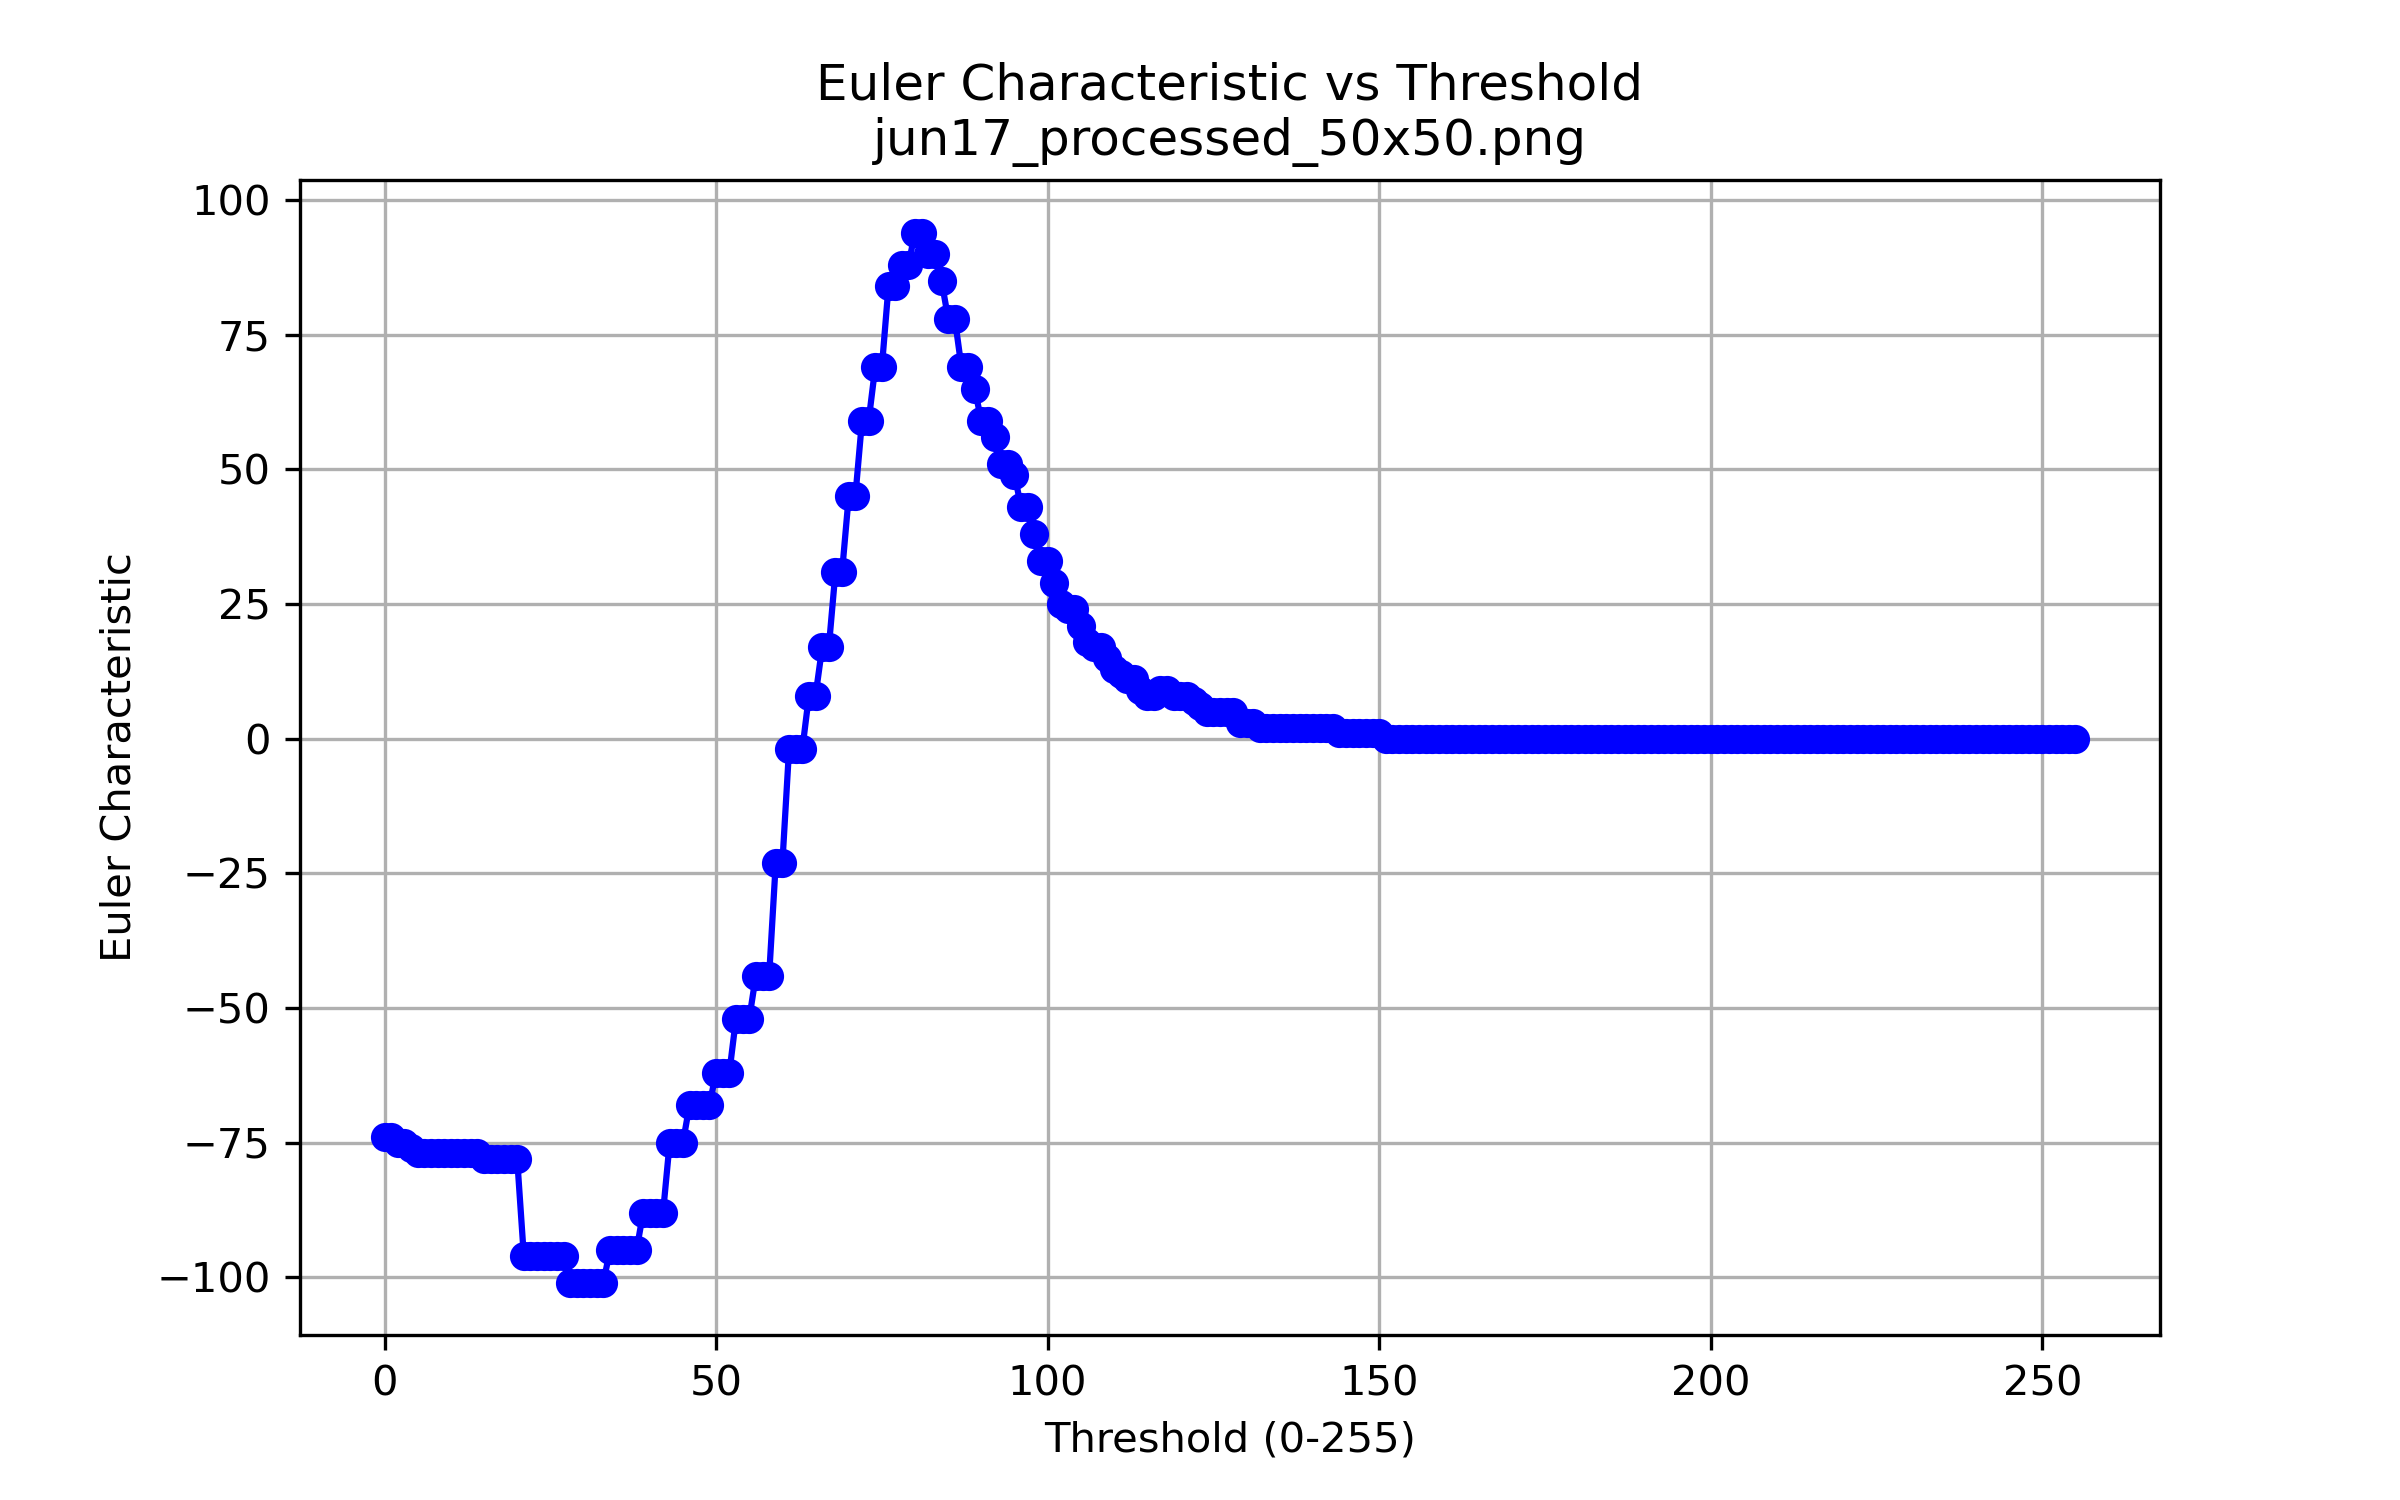 Euler Characteristic vs Threshold
jun17_processed_50x50.png
100
75
50
25
0
−25
−50
−75
−100
Euler Characteristic
0 50 100 150 200 250
Threshold (0-255)